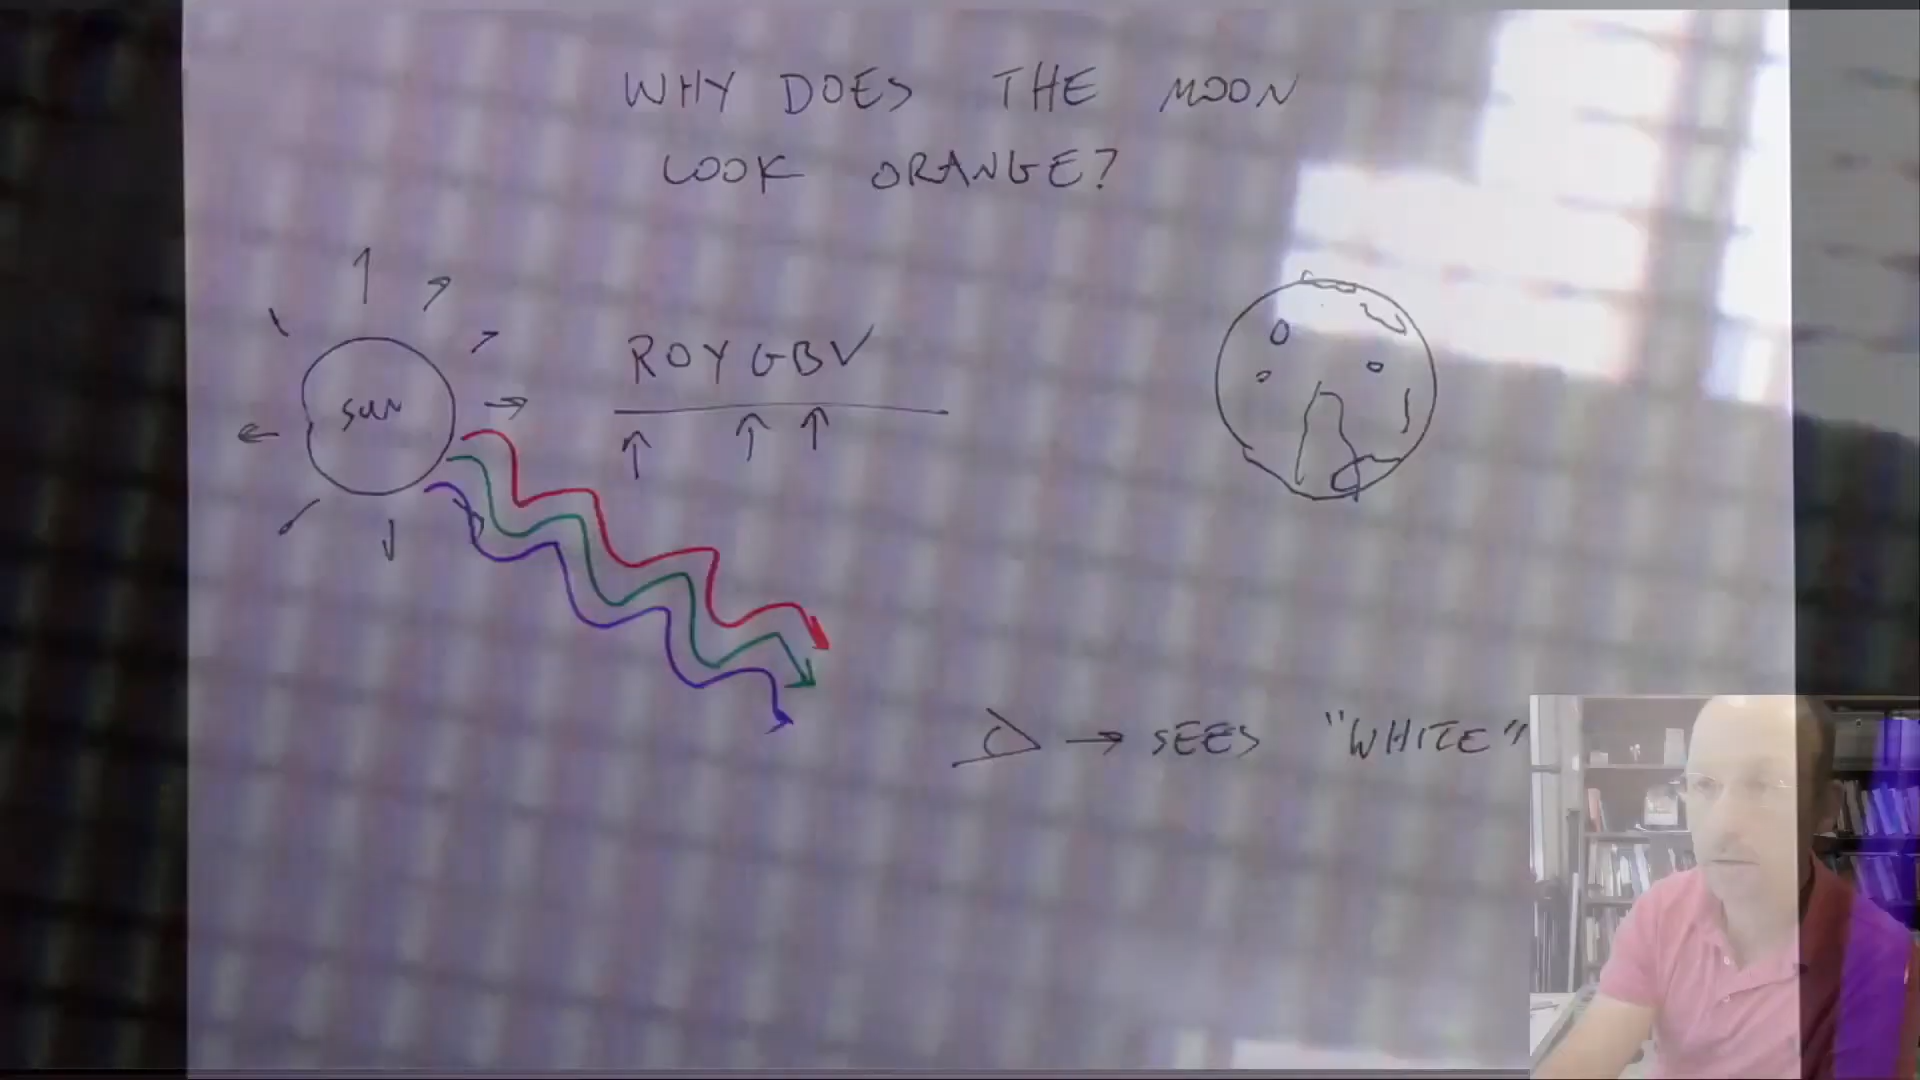 WHY DOES THE MOON
LOOK ORANGE?
SUN
ROYGBV
→ SEES "WHITE"